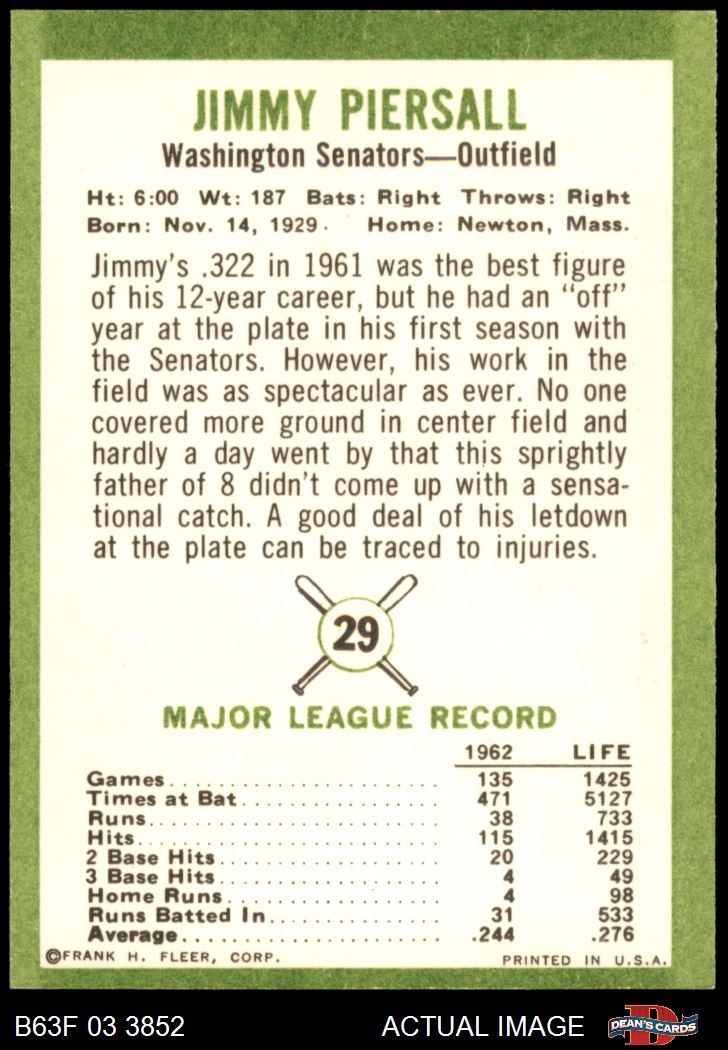 JIMMY PIERSALL
Washington Senators—Outfield
Ht: 6:00 Wt: 187 Bats: Right Throws: Right
Born: Nov. 14, 1929. Home: Newton, Mass.
Jimmy's .322 in 1961 was the best figure
of his 12-year career, but he had an "off"
year at the plate in his first season with
the Senators. However, his work in the
field was as spectacular as ever. No one
covered more ground in center field and
hardly a day went by that this sprightly
father of 8 didn't come up with a sensa-
tional catch. A good deal of his letdown
at the plate can be traced to injuries.
29
MAJOR LEAGUE RECORD
1962 LIFE
Games 135 1425
Times at Bat 471 5127
Runs 38 733
Hits 115 1415
2 Base Hits 20 229
3 Base Hits 4 49
Home Runs 4 98
Runs Batted In 31 533
Average .244 .276
©FRANK H. FLEER, CORP. PRINTED IN U.S.A.
B63F 03 3852 ACTUAL IMAGE D DEAN'S CARDS